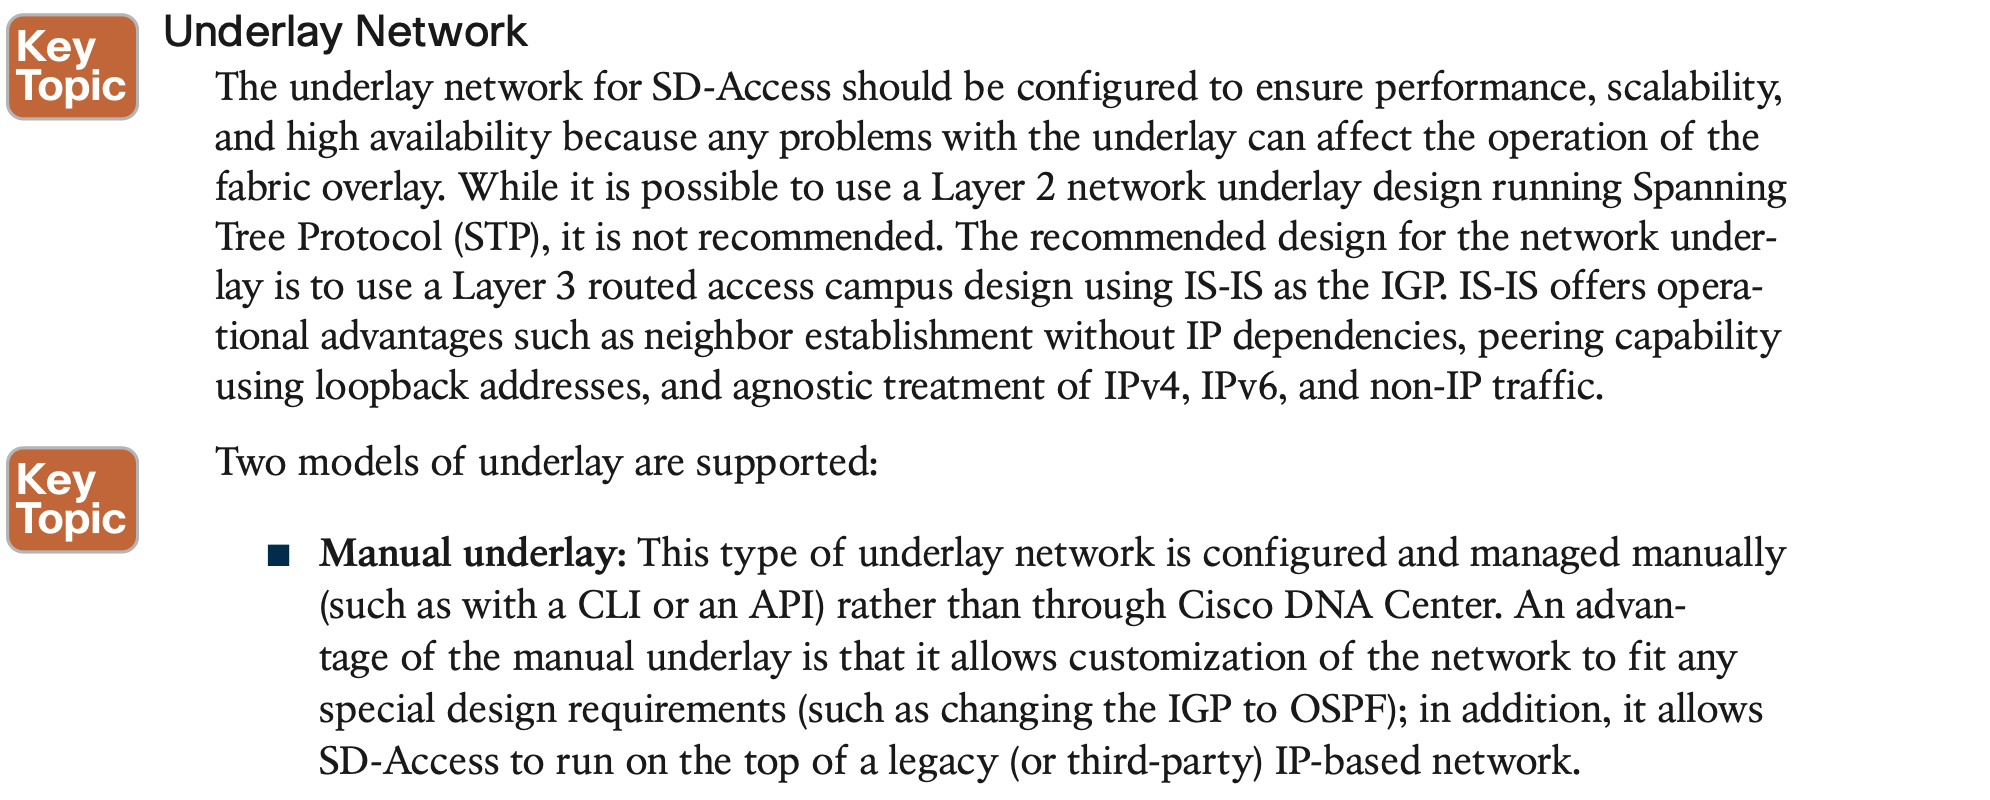 Key
Topic
Underlay Network
The underlay network for SD-Access should be configured to ensure performance, scalability,
and high availability because any problems with the underlay can affect the operation of the
fabric overlay. While it is possible to use a Layer 2 network underlay design running Spanning
Tree Protocol (STP), it is not recommended. The recommended design for the network under-
lay is to use a Layer 3 routed access campus design using IS-IS as the IGP. IS-IS offers opera-
tional advantages such as neighbor establishment without IP dependencies, peering capability
using loopback addresses, and agnostic treatment of IPv4, IPv6, and non-IP traffic.
Key
Topic
Two models of underlay are supported:
■ Manual underlay: This type of underlay network is configured and managed manually
(such as with a CLI or an API) rather than through Cisco DNA Center. An advan-
tage of the manual underlay is that it allows customization of the network to fit any
special design requirements (such as changing the IGP to OSPF); in addition, it allows
SD-Access to run on the top of a legacy (or third-party) IP-based network.